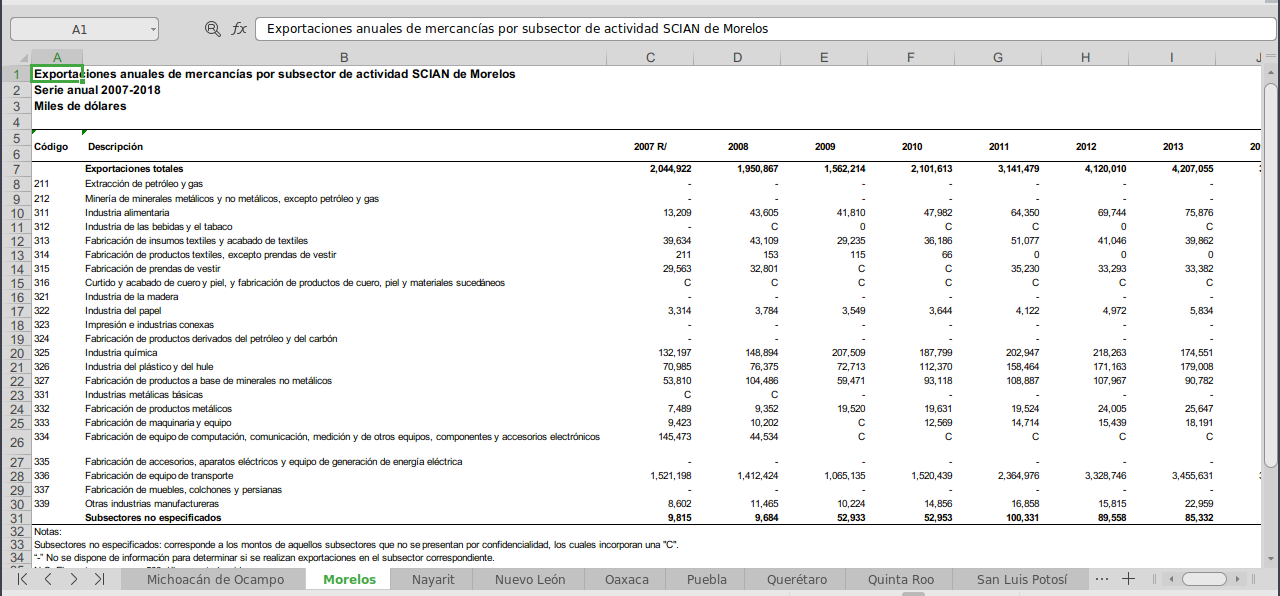 A1 fx Exportaciones anuales de mercancías por subsector de actividad SCIAN de Morelos
A B C D E F G H I
1 Exportaciones anuales de mercancías por subsector de actividad SCIAN de Morelos
2 Serie anual 2007-2018
3 Miles de dólares
4
5
6 Código Descripción 2007 R/ 2008 2009 2010 2011 2012 2013
7 Exportaciones totales 2,044,922 1,950,867 1,562,214 2,101,613 3,141,479 4,120,010 4,207,055
8 211 Extracción de petróleo y gas - - - - - - -
9 212 Minería de minerales metálicos y no metálicos, excepto petróleo y gas - - - - - - -
10 311 Industria alimentaria 13,209 43,605 41,810 47,982 64,350 69,744 75,876
11 312 Industria de las bebidas y el tabaco - C 0 C C 0 C
12 313 Fabricación de insumos textiles y acabado de textiles 39,634 43,109 29,235 36,186 51,077 41,046 39,862
13 314 Fabricación de productos textiles, excepto prendas de vestir 211 153 115 66 0 0 0
14 315 Fabricación de prendas de vestir 29,563 32,801 C C 35,230 33,293 33,382
15 316 Curtido y acabado de cuero y piel, y fabricación de productos de cuero, piel y materiales sucedáneos C C C C C C C
16 321 Industria de la madera - - - - - - -
17 322 Industria del papel 3,314 3,784 3,549 3,644 4,122 4,972 5,834
18 323 Impresión e industrias conexas - - - - - - -
19 324 Fabricación de productos derivados del petróleo y del carbón - - - - - - -
20 325 Industria química 132,197 148,894 207,509 187,799 202,947 218,263 174,551
21 326 Industria del plástico y del hule 70,985 76,375 72,713 112,370 158,464 171,163 179,008
22 327 Fabricación de productos a base de minerales no metálicos 53,810 104,486 59,471 93,118 108,887 107,967 90,782
23 331 Industrias metálicas básicas C C - - - - -
24 332 Fabricación de productos metálicos 7,489 9,352 19,520 19,631 19,524 24,005 25,647
25 333 Fabricación de maquinaria y equipo 9,423 10,202 C 12,569 14,714 15,439 18,191
26 334 Fabricación de equipo de computación, comunicación, medición y de otros equipos, componentes y accesorios electrónicos 145,473 44,534 C C C C C
27 335 Fabricación de accesorios, aparatos eléctricos y equipo de generación de energía eléctrica - - - - - - -
28 336 Fabricación de equipo de transporte 1,521,198 1,412,424 1,065,135 1,520,439 2,364,976 3,328,746 3,455,631
29 337 Fabricación de muebles, colchones y persianas - - - - - - -
30 339 Otras industrias manufactureras 8,602 11,465 10,224 14,856 16,858 15,815 22,959
31 Subsectores no especificados 9,815 9,684 52,933 52,953 100,331 89,558 85,332
32 Notas:
33 Subsectores no especificados: corresponde a los montos de aquellos subsectores que no se presentan por confidencialidad, los cuales incorporan una "C".
34 "-" No se dispone de información para determinar si se realizan exportaciones en el subsector correspondiente.
Michoacán de Ocampo Morelos Nayarit Nuevo León Oaxaca Puebla Querétaro Quintana Roo San Luis Potosí ...